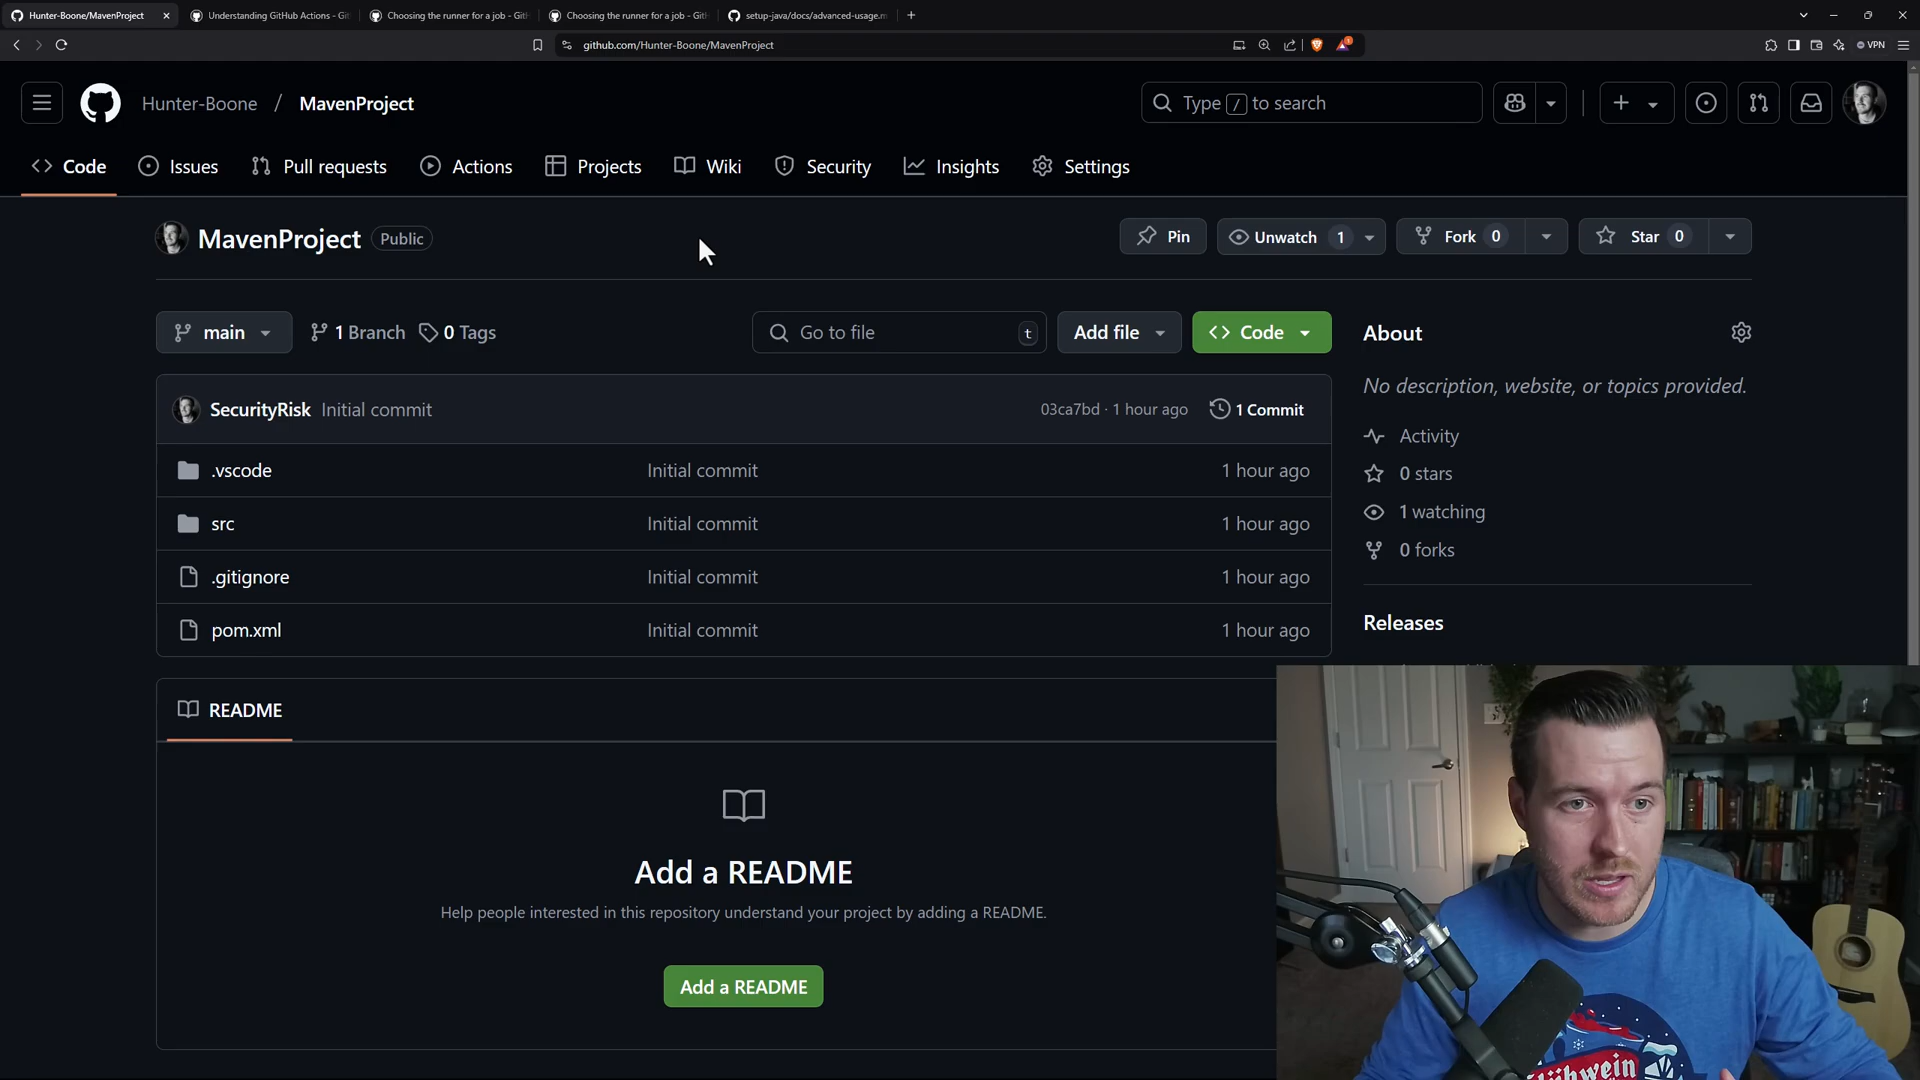 Hunter-Boone/MavenProject
Understanding GitHub Actions - Git
Choosing the runner for a job - Git
Choosing the runner for a job - Git
setup-java/docs/advanced-usage.m
github.com/Hunter-Boone/MavenProject
1
VPN
Hunter-Boone / MavenProject
Type / to search
Code
Issues
Pull requests
Actions
Projects
Wiki
Security
Insights
Settings
MavenProject Public
Pin
Unwatch 1
Fork 0
Star 0
main
1 Branch
0 Tags
Go to file t
Add file
Code
About
No description, website, or topics provided.
SecurityRisk Initial commit 03ca7bd · 1 hour ago 1 Commit
.vscode Initial commit 1 hour ago
src Initial commit 1 hour ago
.gitignore Initial commit 1 hour ago
pom.xml Initial commit 1 hour ago
Activity
0 stars
1 watching
0 forks
Releases
README
Add a README
Help people interested in this repository understand your project by adding a README.
Add a README